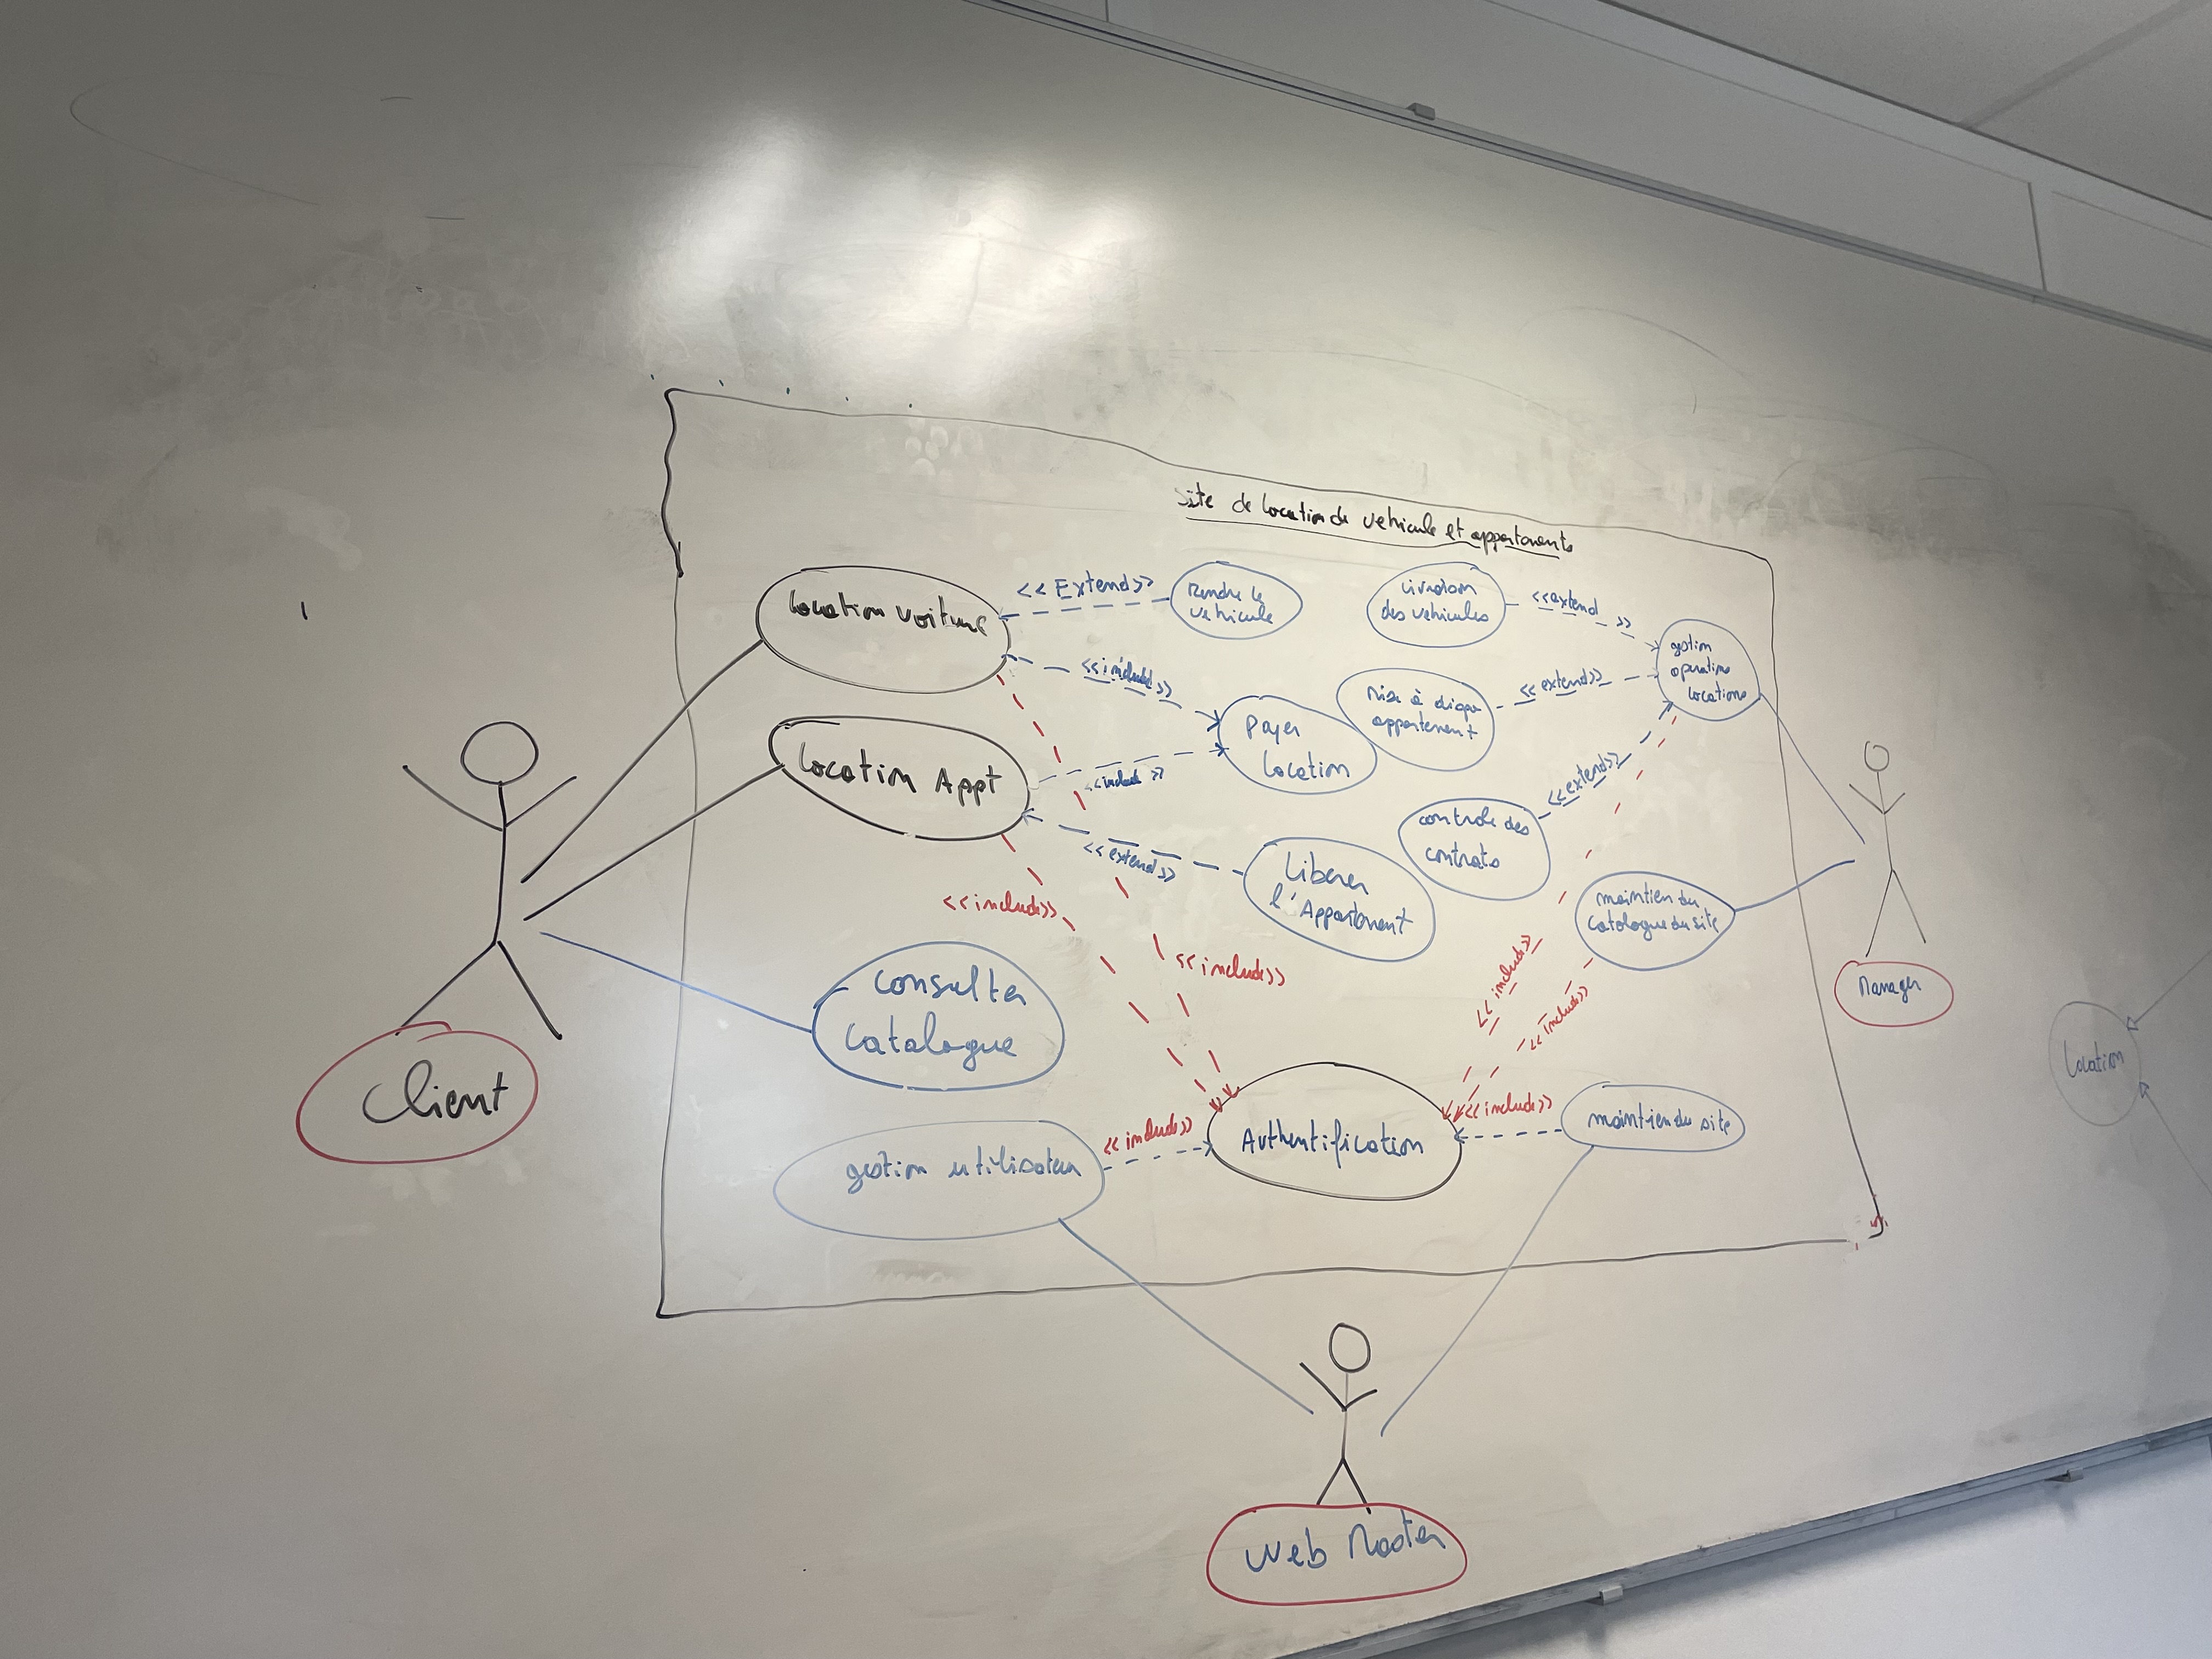 Site de location de vehicule et appartements
Location voiture
<< Extend >>
Rendre le
vehicule
Livraison
des vehicules
<<extend >>
gestion
operations
locations
<<include>>
Payer
Location
Mise à dispo
appartement
<<extend>>
Location Appt
<<include>>
<<extend>>
Liberer
l'Appartement
controle des
contrats
<<extend>>
maintien du
Catalogue du site
<<include>>
<<include>>
<<include>>
<<include>>
Consulter
Catalogue
Client
Manager
Location
gestion utilisateur
<<include>>
Authentification
<<include>>
maintien du site
Web Master